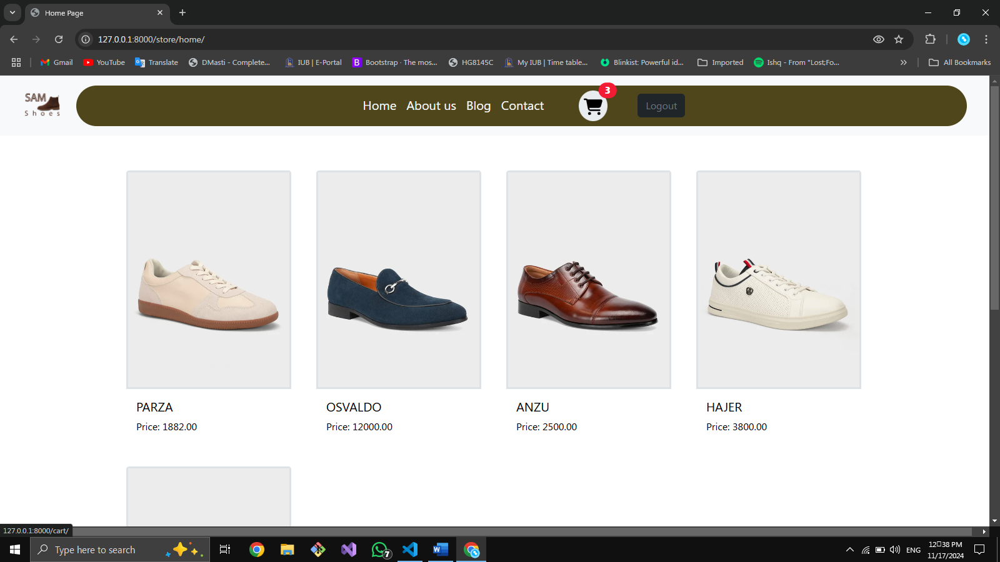 Home Page
127.0.0.1:8000/store/home/
Gmail
YouTube
Translate
DMasti - Complete...
IUB | E-Portal
B Bootstrap · The mos...
HG8145C
My IUB | Time table...
Blinkist: Powerful id...
Imported
Ishq - From "Lost;Fo...
All Bookmarks
SAM
Shoes
Home About us Blog Contact
3
Logout
PARZA
Price: 1882.00
OSVALDO
Price: 12000.00
ANZU
Price: 2500.00
HAJER
Price: 3800.00
127.0.0.1:8000/cart/
Type here to search
7
W
ENG
12▯38 PM
11/17/2024